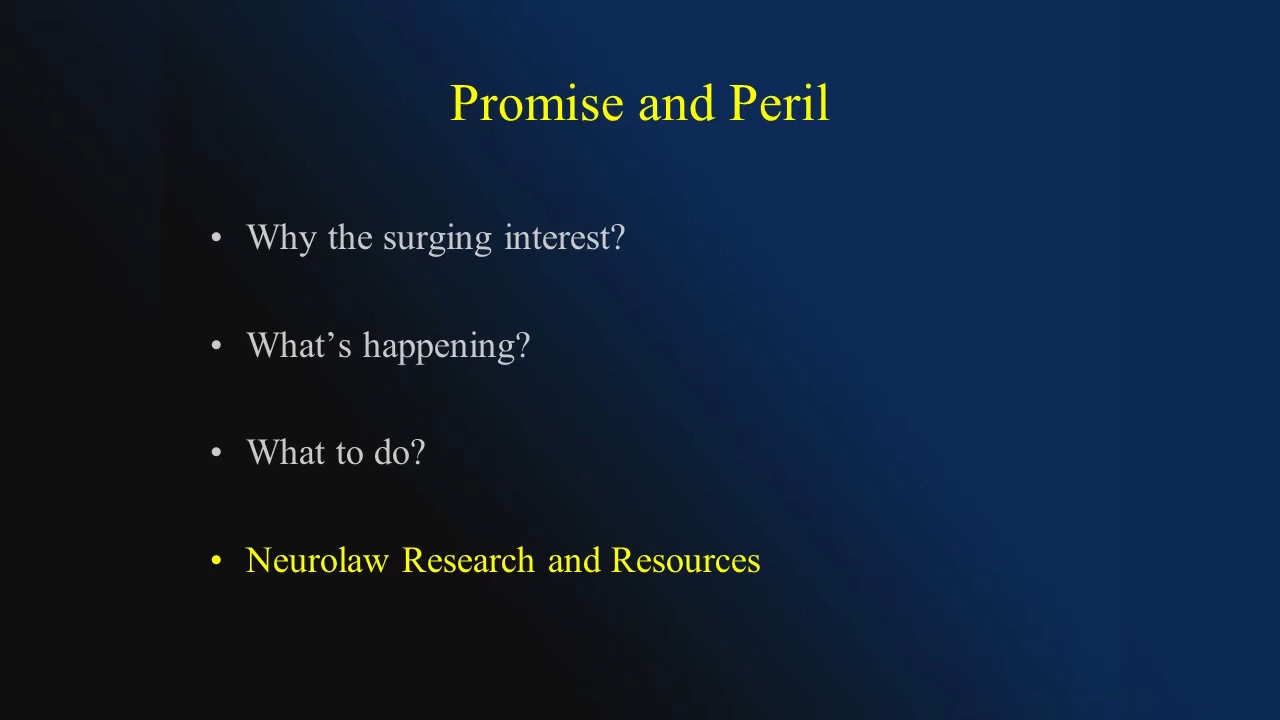 Promise and Peril
• Why the surging interest?
• What’s happening?
• What to do?
• Neurolaw Research and Resources